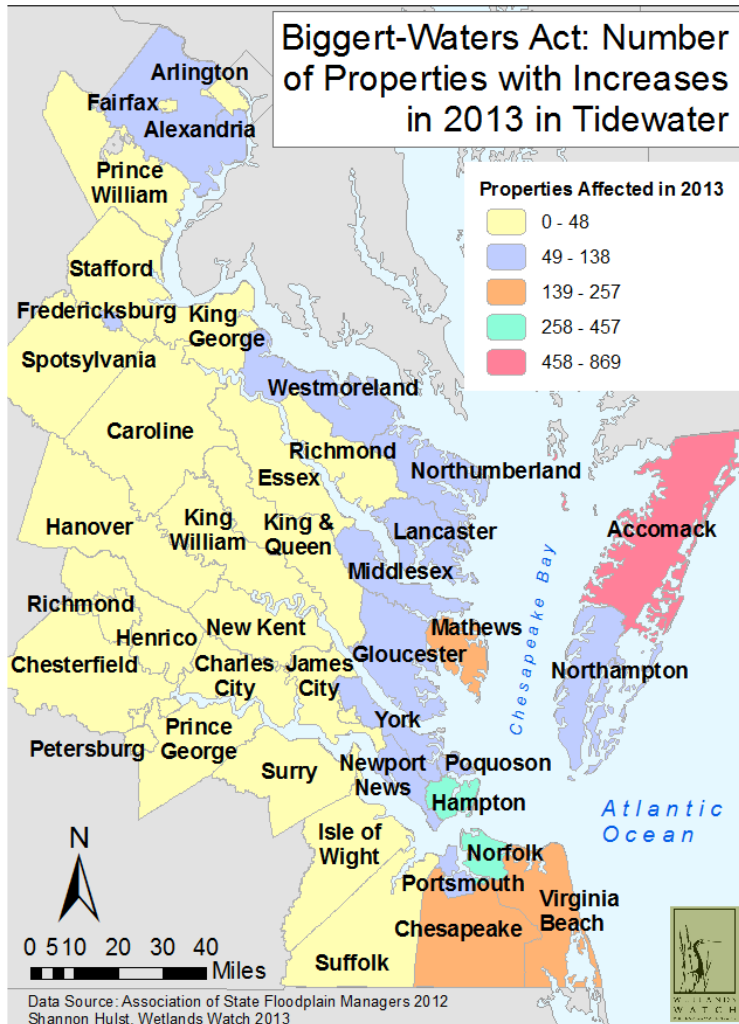 Biggert-Waters Act: Number
of Properties with Increases
in 2013 in Tidewater
Properties Affected in 2013
0 - 48
49 - 138
139 - 257
258 - 457
458 - 869
Arlington
Fairfax
Alexandria
Prince
William
Stafford
Fredericksburg
King
George
Spotsylvania
Westmoreland
Caroline
Richmond
Essex
Northumberland
Hanover
King
William
King &
Queen
Lancaster
Accomack
Middlesex
Richmond
Henrico
New Kent
Mathews
Gloucester
Chesapeake Bay
Chesterfield
Charles
City
James
City
Northampton
York
Petersburg
Prince
George
Surry
Newport
News
Poquoson
Hampton
Atlantic
Ocean
Isle of
Wight
Norfolk
Portsmouth
Virginia
Beach
Chesapeake
Suffolk
N
0 5 10 20 30 40
Miles
Data Source: Association of State Floodplain Managers 2012
Shannon Hulst, Wetlands Watch 2013
WETLANDS
WATCH